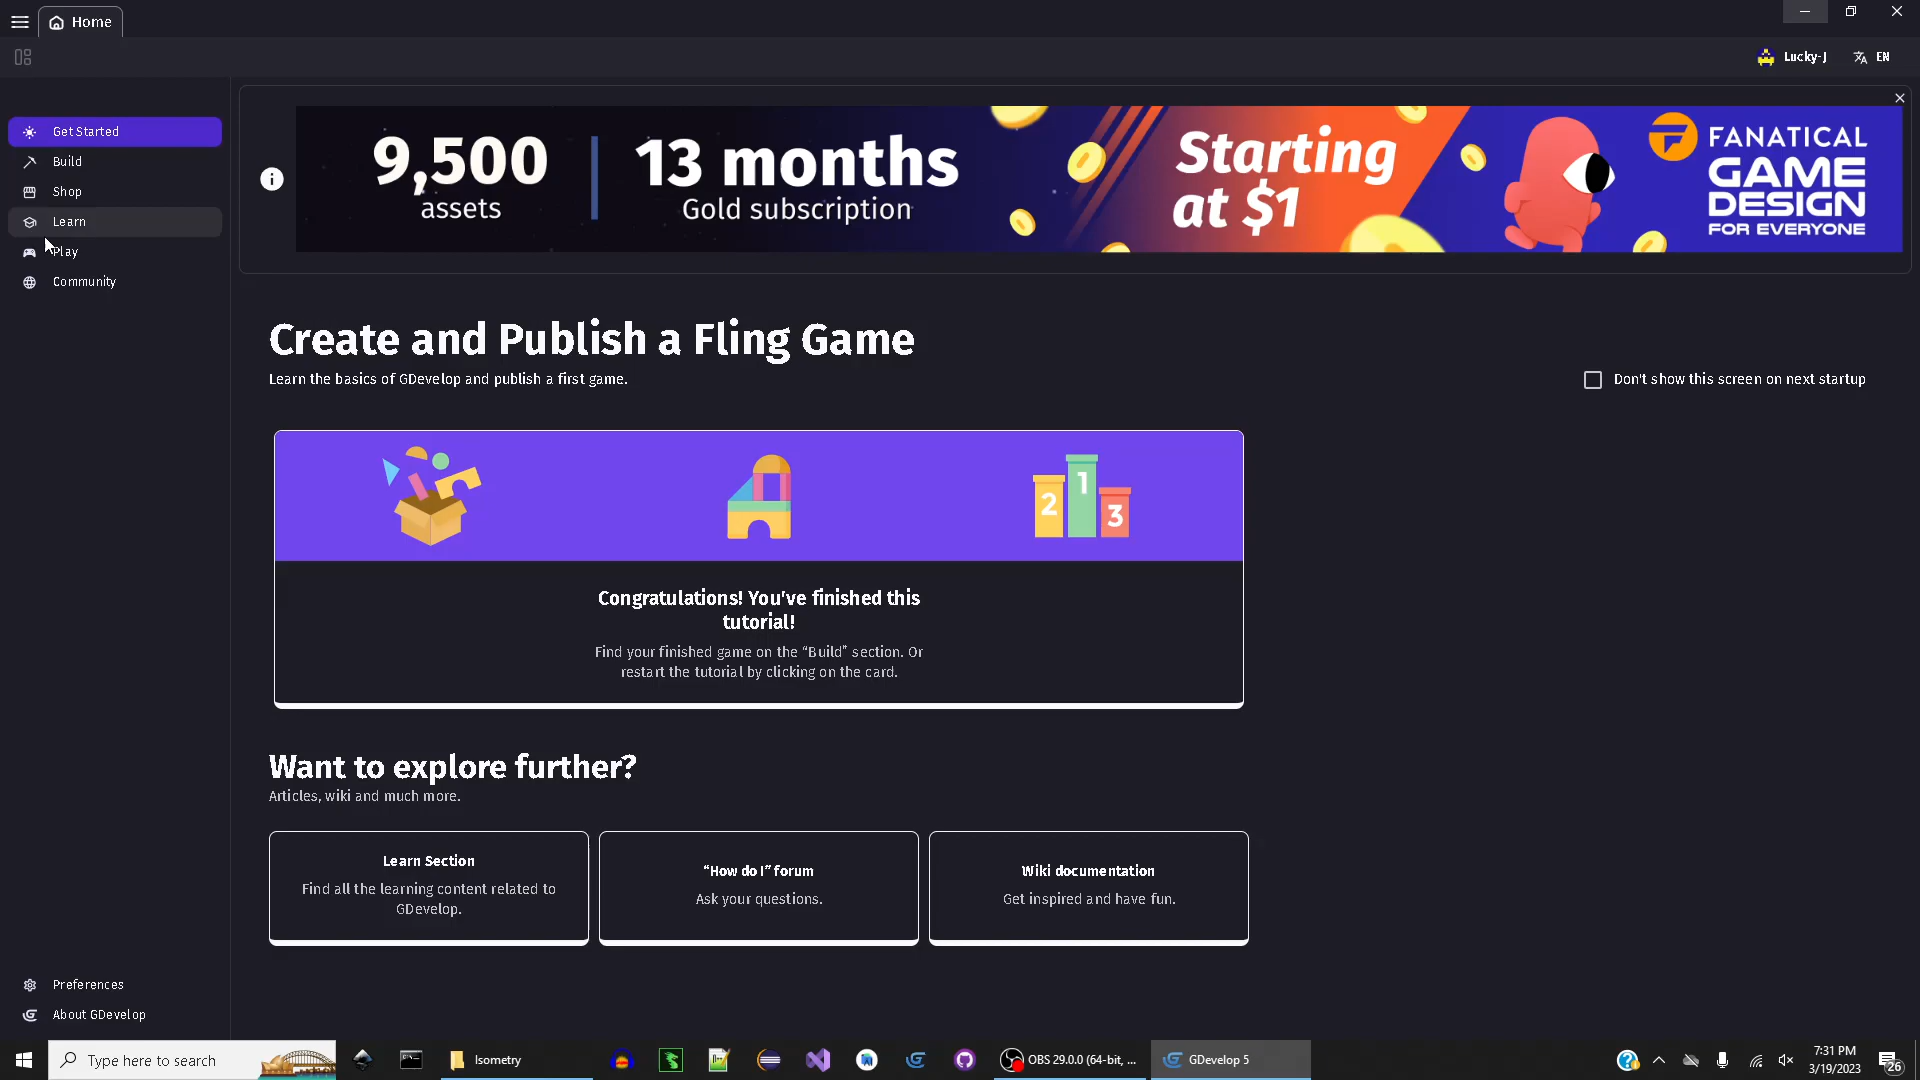 Home
Lucky-J
EN
Get Started
Build
Shop
Learn
Play
Community
9,500
assets
13 months
Gold subscription
Starting
at $1
FANATICAL
GAME
DESIGN
FOR EVERYONE
Create and Publish a Fling Game
Learn the basics of GDevelop and publish a first game.
Don't show this screen on next startup
2
1
3
Congratulations! You've finished this
tutorial!
Find your finished game on the “Build” section. Or
restart the tutorial by clicking on the card.
Want to explore further?
Articles, wiki and much more.
Learn Section
Find all the learning content related to
GDevelop.
“How do I” forum
Ask your questions.
Wiki documentation
Get inspired and have fun.
Preferences
About GDevelop
Type here to search
Isometry
OBS 29.0.0 (64-bit, ...
GDevelop 5
7:31 PM
3/19/2023
26